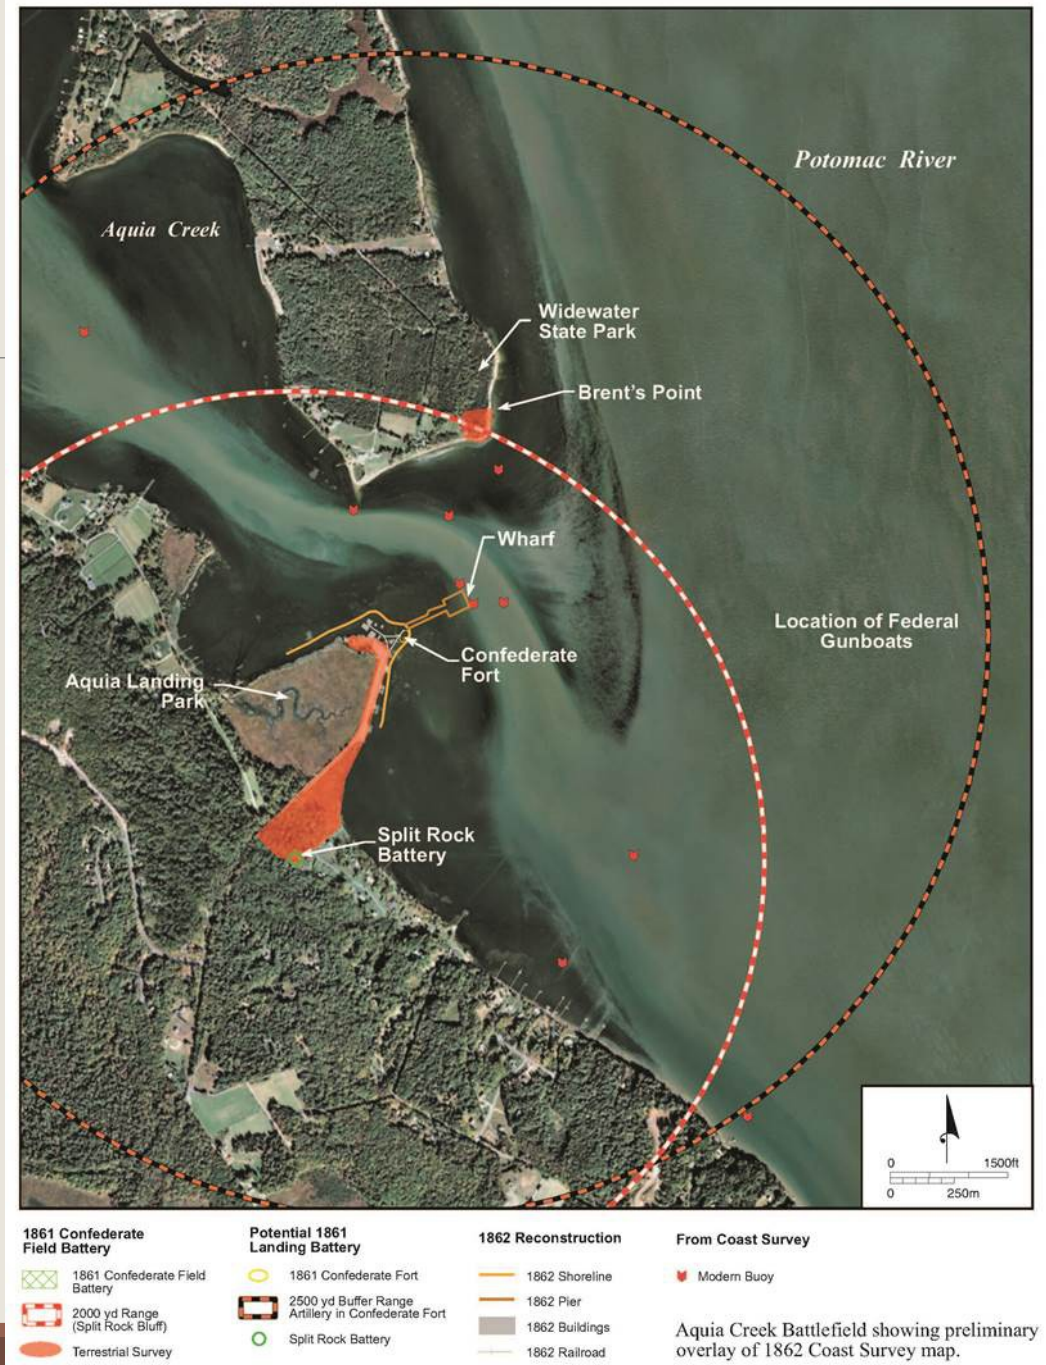 Potomac River
Aquia Creek
Widewater
State Park
Brent's Point
Wharf
Location of Federal
Gunboats
Confederate
Fort
Aquia Landing
Park
Split Rock
Battery
0 1500ft
0 250m
1861 Confederate
Field Battery
1861 Confederate Field
Battery
2000 yd Range
(Split Rock Bluff)
Terrestrial Survey
Potential 1861
Landing Battery
1861 Confederate Fort
2500 yd Buffer Range
Artillery in Confederate Fort
Split Rock Battery
1862 Reconstruction
1862 Shoreline
1862 Pier
1862 Buildings
1862 Railroad
From Coast Survey
Modern Buoy
Aquia Creek Battlefield showing preliminary
overlay of 1862 Coast Survey map.